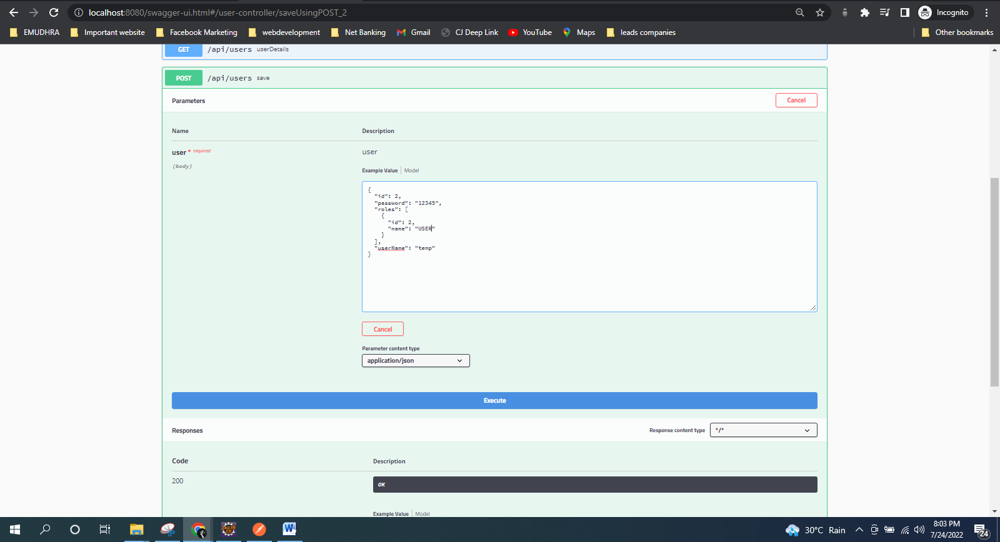 localhost:8080/swagger-ui.html#/user-controller/saveUsingPOST_2
Incognito
EMUDHRA
Important website
Facebook Marketing
webdevelopment
Net Banking
Gmail
CJ Deep Link
YouTube
Maps
leads companies
Other bookmarks
GET /api/users userDetails
POST /api/users save
Parameters
Cancel
Name Description
user * required
user
(body)
Example Value Model
{
"id": 2,
"password": "12345",
"roles": [
{
"id": 2,
"name": "USER"
}
],
"userName": "temp"
}
Cancel
Parameter content type
application/json
Execute
Responses
Response content type */*
Code Description
200
OK
Example Value Model
Java EE
IDE
W
30°C Rain
8:03 PM
7/24/2022
24